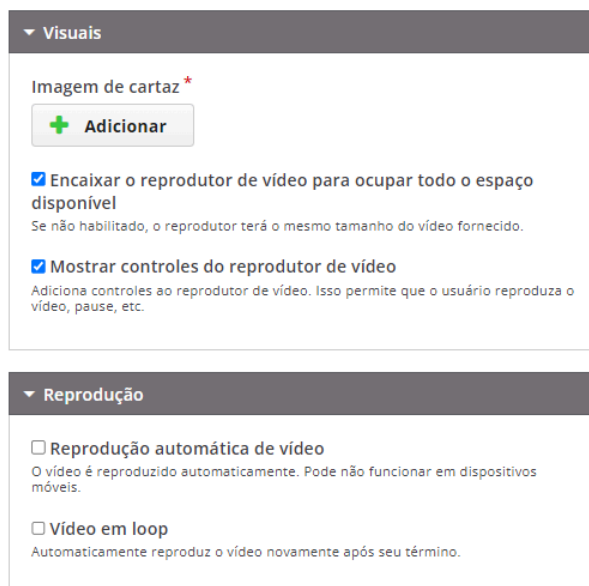 Visuais
Imagem de cartaz *
Adicionar
Encaixar o reprodutor de vídeo para ocupar todo o espaço
disponível
Se não habilitado, o reprodutor terá o mesmo tamanho do vídeo fornecido.
Mostrar controles do reprodutor de vídeo
Adiciona controles ao reprodutor de vídeo. Isso permite que o usuário reproduza o
vídeo, pause, etc.
Reprodução
Reprodução automática de vídeo
O vídeo é reproduzido automaticamente. Pode não funcionar em dispositivos
móveis.
Vídeo em loop
Automaticamente reproduz o vídeo novamente após seu término.